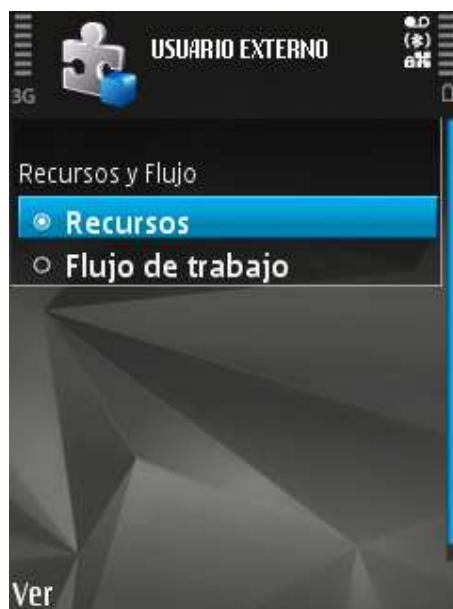 USUARIO EXTERNO
3G
Recursos y Flujo
Recursos
Flujo de trabajo
Ver